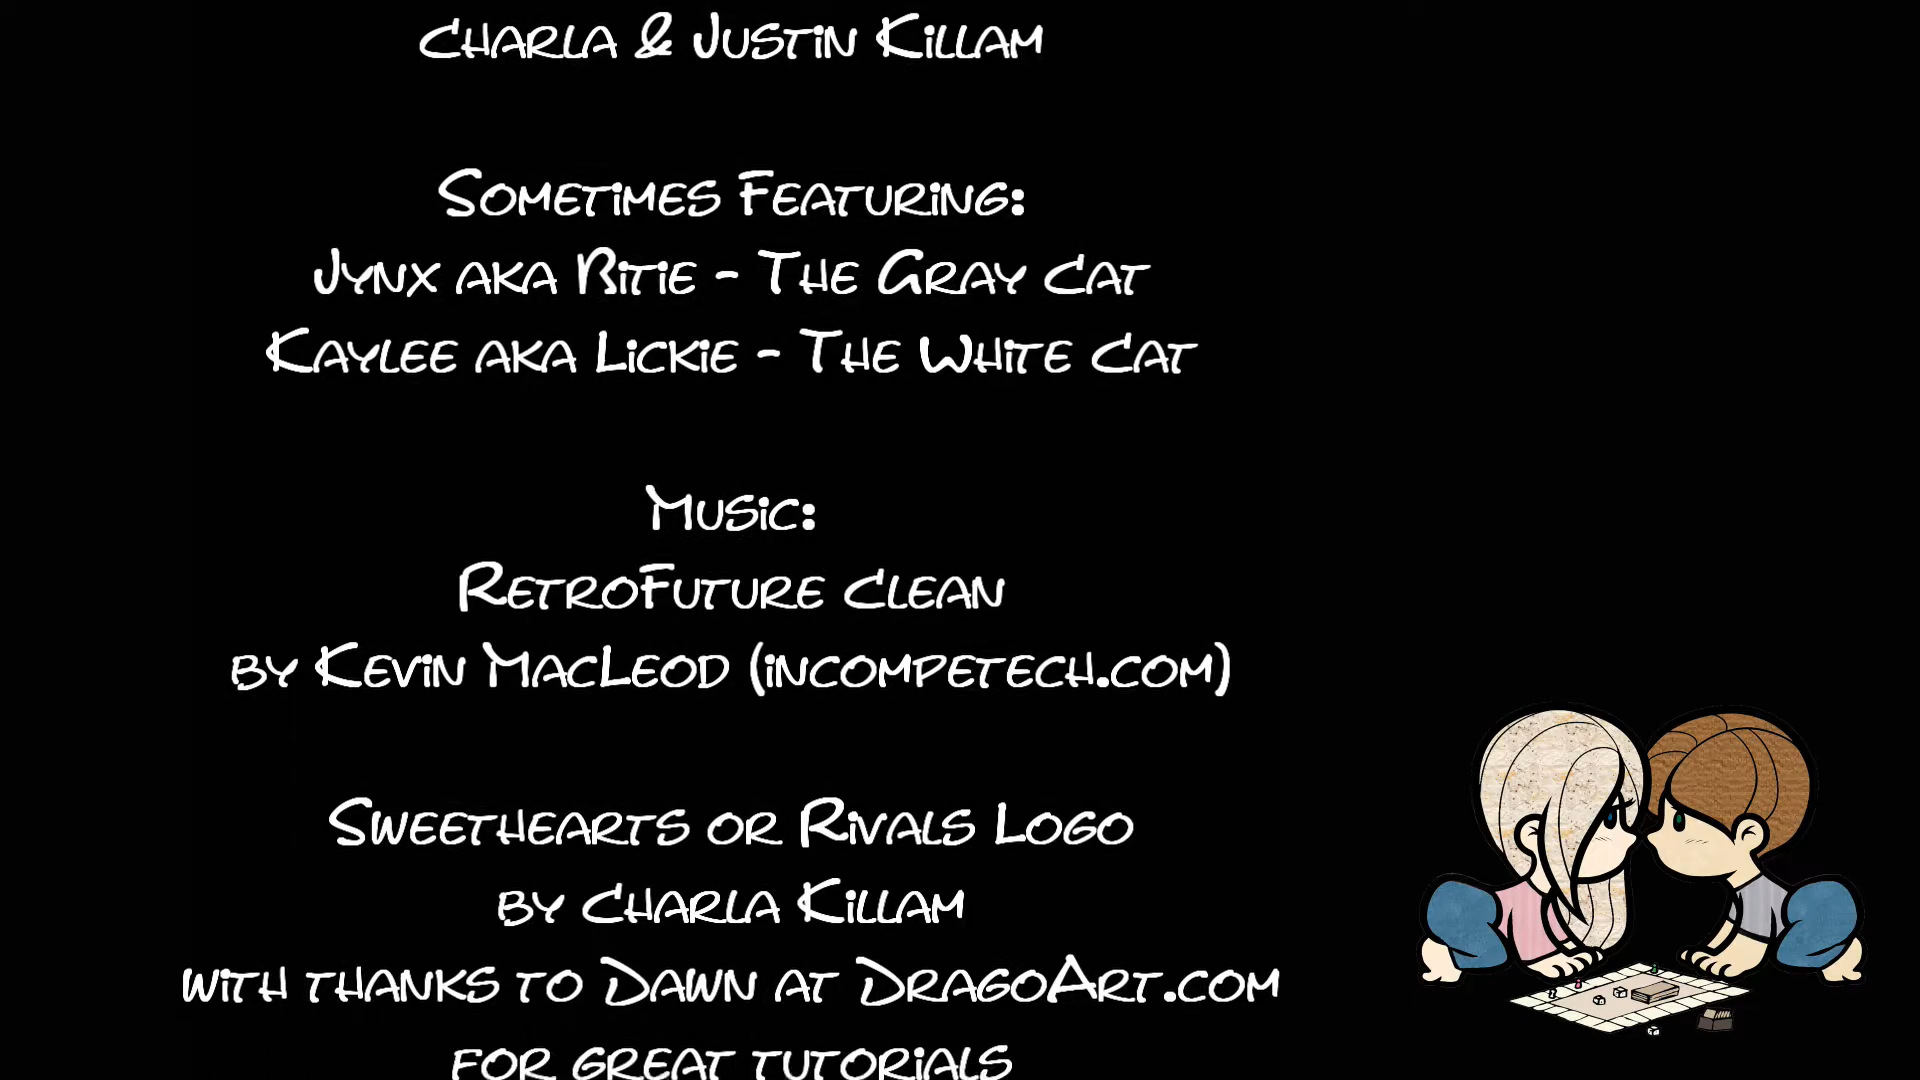 Charla & Justin Killam
Sometimes Featuring:
Jynx aka Bitie - The Gray Cat
Kaylee aka Lickie - The White Cat
Music:
RetroFuture Clean
by Kevin MacLeod (incompetech.com)
Sweethearts or Rivals Logo
by Charla Killam
with thanks to Dawn at DragoArt.com
for great tutorials